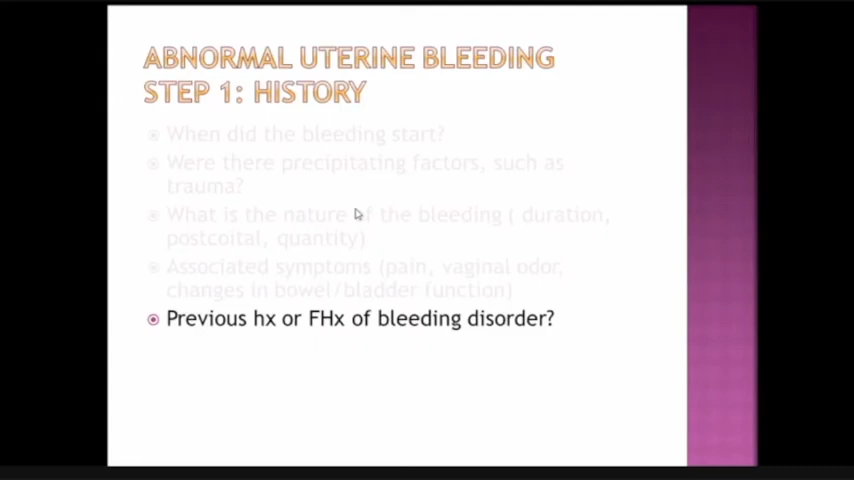 ABNORMAL UTERINE BLEEDING
STEP 1: HISTORY
When did the bleeding start?
Were there precipitating factors, such as
trauma?
What is the nature of the bleeding ( duration,
postcoital, quantity)
Associated symptoms (pain, vaginal odor,
changes in bowel/bladder function)
Previous hx or FHx of bleeding disorder?